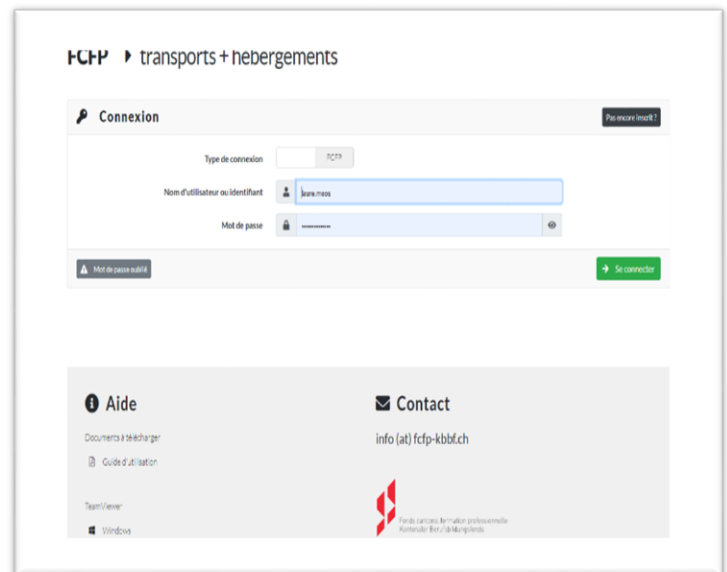 FCFP transports + hébergements
Connexion
Pas encore inscrit ?
Type de connexion
FCFP
Nom d'utilisateur ou identifiant
Mot de passe
Mot de passe oublié
Se connecter
Aide
Documents à télécharger
Guide d'utilisation
TeamViewer
Windows
Contact
info (at) fcfp-kbbf.ch
Fonds cantonal formation professionnelle
Kantonaler Berufsbildungsfonds